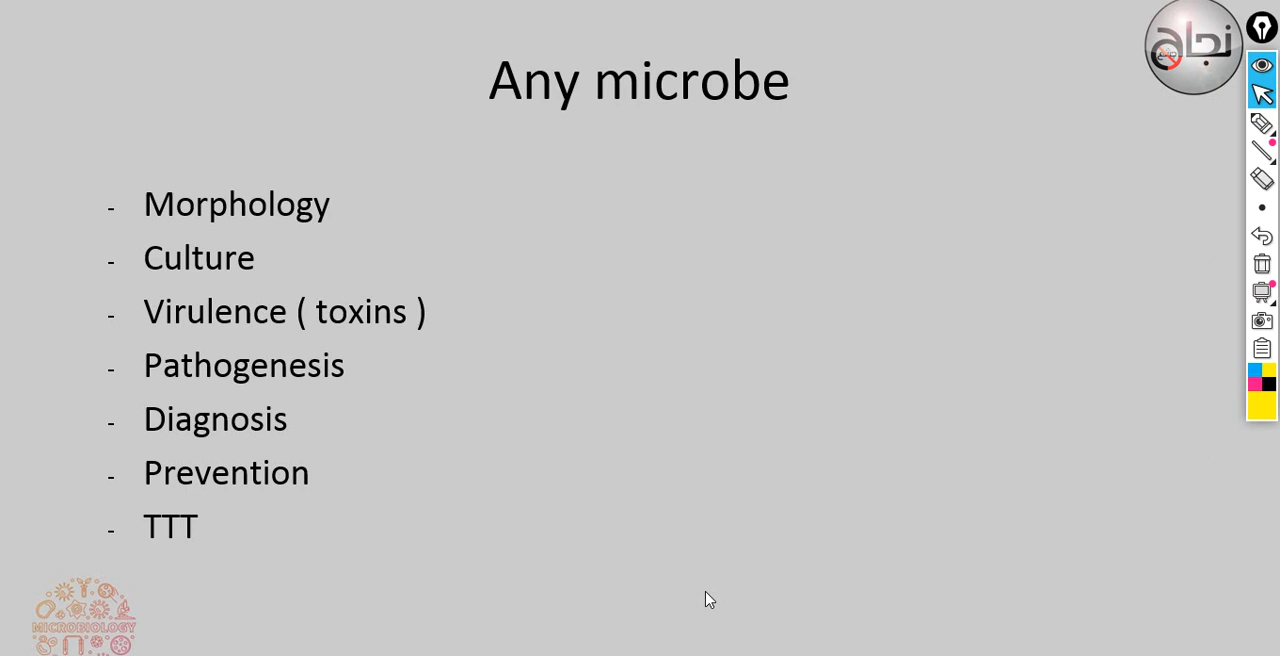 Any microbe
- Morphology
- Culture
- Virulence ( toxins )
- Pathogenesis
- Diagnosis
- Prevention
- TTT
MICROBIOLOGY